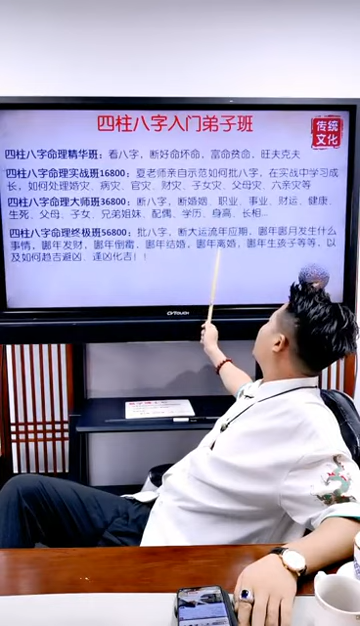 四柱八字入门弟子班
传统
文化
四柱八字命理精华班：看八字，断好命坏命，富命贫命，旺夫克夫
四柱八字命理实战班16800：夏老师亲自示范如何批八字，在实战中学习成
长，如何处理婚灾、病灾、官灾、财灾、子女灾、父母灾、六亲灾等
四柱八字命理大师班36800：断八字，断婚姻、职业、事业、财运、健康、
生死、父母、子女、兄弟姐妹、配偶、学历、身高、长相...
四柱八字命理终极班56800：批八字，断大运流年应期，哪年哪月发生什么
事情，哪年发财，哪年倒霉，哪年结婚，哪年离婚，哪年生孩子等等，以
及如何趋吉避凶、逢凶化吉！！